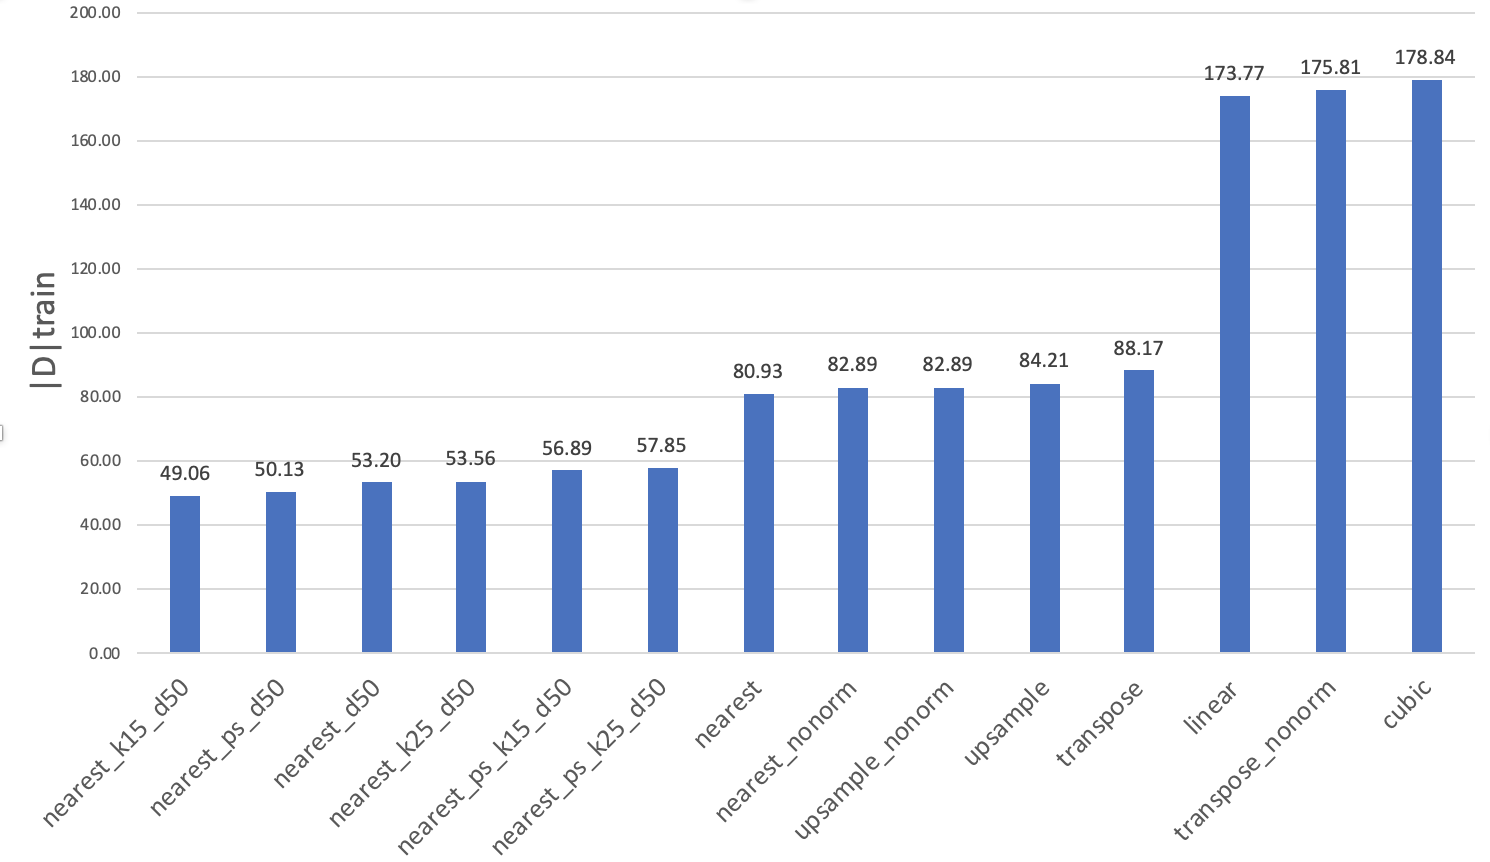 200.00
180.00
160.00
140.00
120.00
100.00
80.00
60.00
40.00
20.00
0.00
|D|train
49.06
50.13
53.20
53.56
56.89
57.85
80.93
82.89
82.89
84.21
88.17
173.77
175.81
178.84
nearest_k15_d50
nearest_ps_d50
nearest_d50
nearest_k25_d50
nearest_ps_k15_d50
nearest_ps_k25_d50
nearest
nearest_nonorm
upsample_nonorm
upsample
transpose
linear
transpose_nonorm
cubic